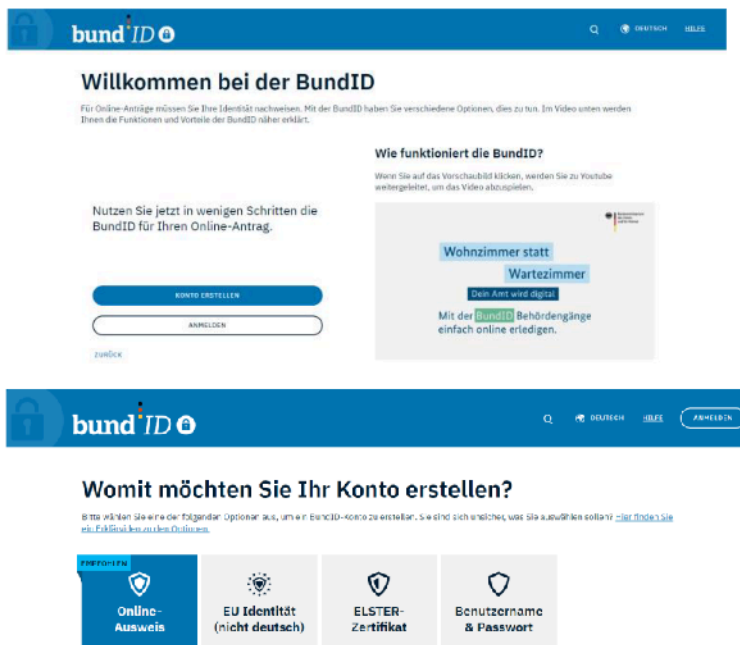 bund ID
DEUTSCH HILFE
Willkommen bei der BundID
Für Online-Anträge müssen Sie Ihre Identität nachweisen. Mit der BundID haben Sie verschiedene Optionen, dies zu tun. Im Video unten werden
Ihnen die Funktionen und Vorteile der BundID näher erklärt.
Nutzen Sie jetzt in wenigen Schritten die
BundID für Ihren Online-Antrag.
KONTO ERSTELLEN
ANMELDEN
ZURÜCK
Wie funktioniert die BundID?
Wenn Sie auf das Vorschaubild klicken, werden Sie zu Youtube
weitergeleitet, um das Video abzuspielen.
Wohnzimmer statt
Wartezimmer
Dein Amt wird digital
Mit der BundID Behördengänge
einfach online erledigen.
bund ID
DEUTSCH HILFE ANMELDEN
Womit möchten Sie Ihr Konto erstellen?
Bitte wählen Sie eine der folgenden Optionen aus, um ein BundID-Konto zu erstellen. Sie sind sich unsicher, was Sie auswählen sollen? Hier finden Sie
ein Erklärvideo zu den Optionen.
EMPFOHLEN
Online-
Ausweis
EU Identität
(nicht deutsch)
ELSTER-
Zertifikat
Benutzername
& Passwort